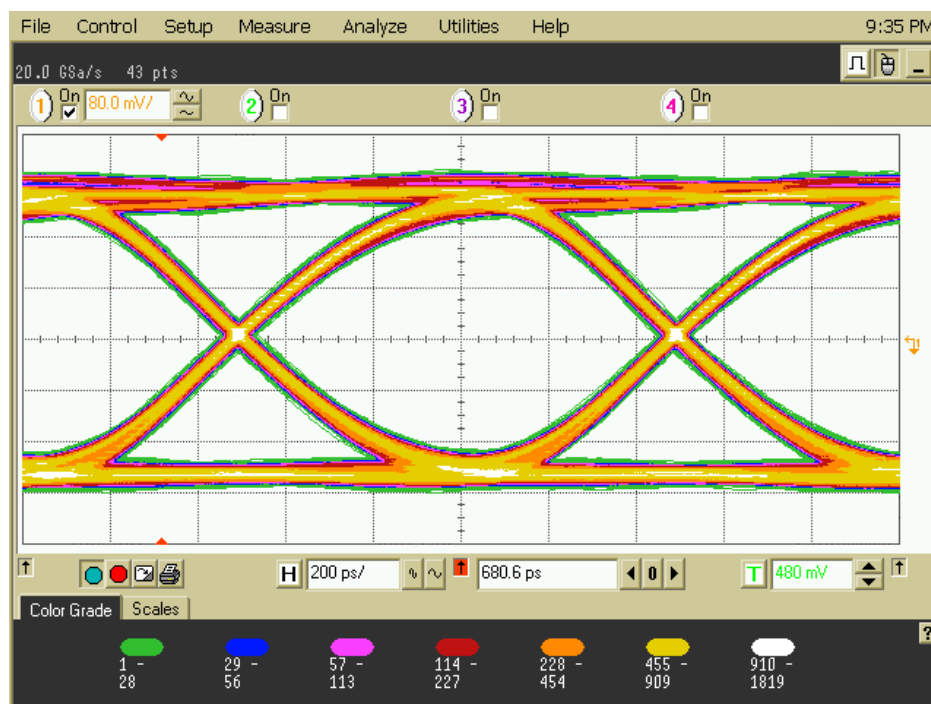 File Control Setup Measure Analyze Utilities Help 9:35 PM
20.0 GSa/s 43 pts
1 On 80.0 mV/ 2 On 3 On 4 On
H 200 ps/ 680.6 ps 0 T 480 mV
Color Grade Scales
?
1 - 29 - 57 - 114 - 228 - 455 - 910 -
28 56 113 227 454 909 1819